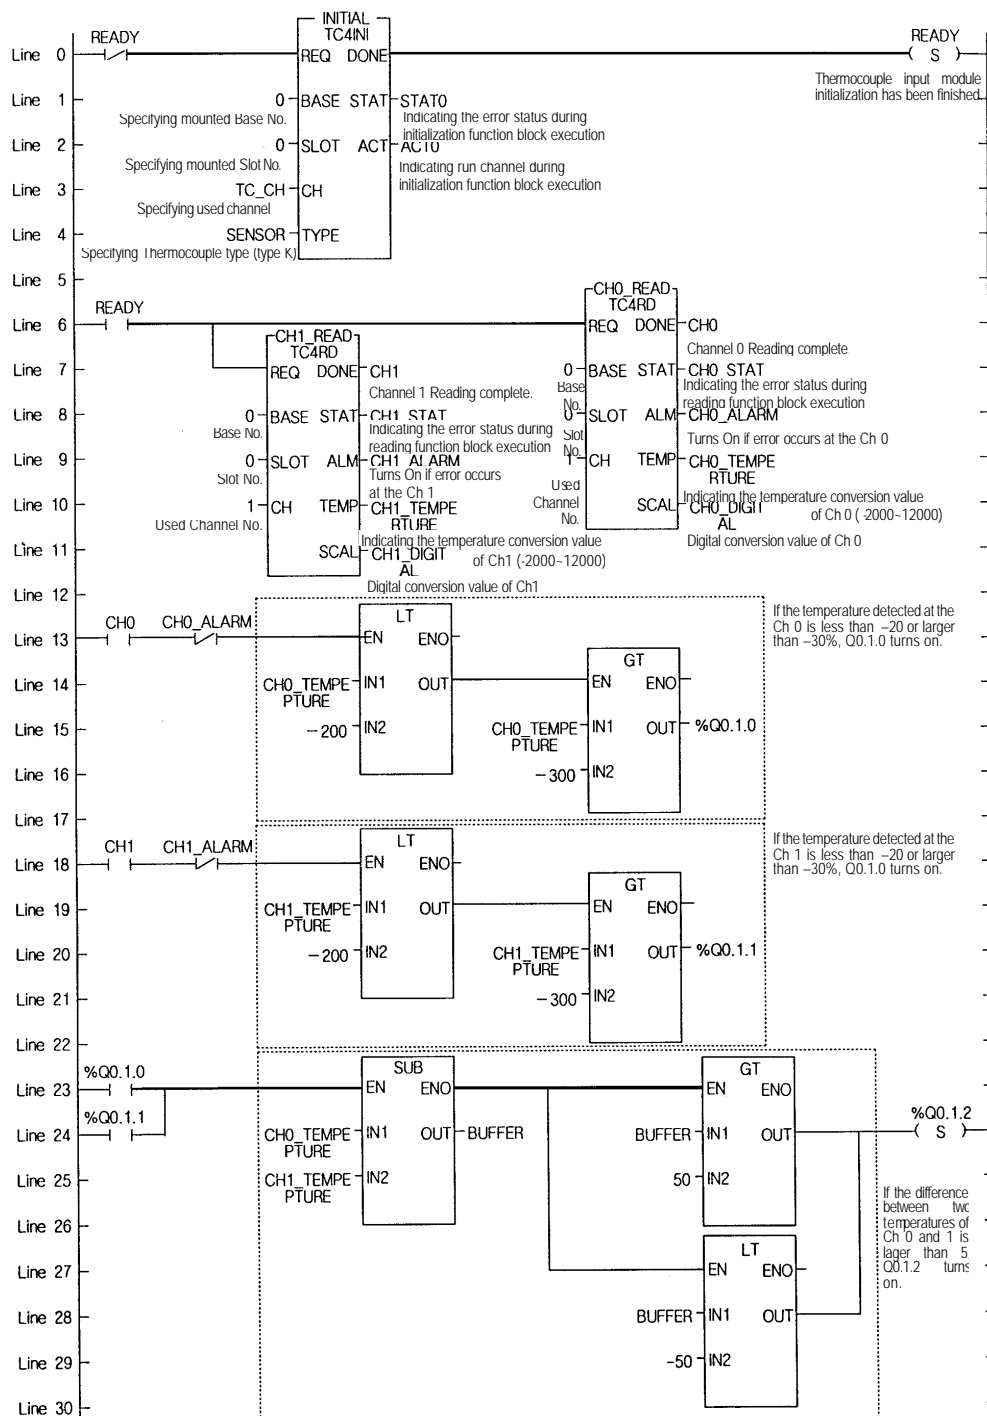 INITIAL
READY TC4INI READY
Line 0 REQ DONE ( S )
Thermocouple input module
initialization has been finished
Line 1 0 BASE STAT STAT0
Specifying mounted Base No. Indicating the error status during
initialization function block execution
Line 2 0 SLOT ACT ACT0
Specifying mounted Slot No. Indicating run channel during
initialization function block execution
Line 3 TC_CH CH
Specifying used channel
Line 4 SENSOR TYPE
Specifying Thermocouple type (type K)
Line 5
CH0_READ
READY TC4RD
Line 6 REQ DONE CH0
CH1_READ
TC4RD Channel 0 Reading complete
Line 7 REQ DONE CH1 0 BASE STAT CH0_STAT
Channel 1 Reading complete. Base No. Indicating the error status during
reading function block execution
Line 8 0 BASE STAT CH1_STAT 0 SLOT ALM CH0_ALARM
Base No. Indicating the error status during
reading function block execution Slot No. Turns On if error occurs at the Ch 0
Line 9 0 SLOT ALM CH1_ALARM 1 CH TEMP CH0_TEMPE
RTURE
Slot No. Turns On if error occurs
at the Ch 1 Used Channel No.
Line 10 1 CH TEMP CH1_TEMPE
RTURE SCAL Indicating the temperature conversion value
of Ch 0 ( -2000~12000)
CH0_DIGIT
AL
Used Channel No. Digital conversion value of Ch 0
Line 11 SCAL Indicating the temperature conversion value
of Ch1 (-2000~12000)
CH1_DIGIT
AL
Digital conversion value of Ch1
Line 12
CH0 CH0_ALARM LT
Line 13 EN ENO
If the temperature detected at the
Ch 0 is less than –20 or larger
than –30%, Q0.1.0 turns on.
GT
Line 14 CH0_TEMPE
PTURE IN1 OUT EN ENO
Line 15 -200 IN2 CH0_TEMPE
PTURE IN1 OUT %Q0.1.0
Line 16 -300 IN2
Line 17
CH1 CH1_ALARM LT
Line 18 EN ENO
If the temperature detected at the
Ch 1 is less than –20 or larger
than –30%, Q0.1.0 turns on.
GT
Line 19 CH1_TEMPE
PTURE IN1 OUT EN ENO
Line 20 -200 IN2 CH1_TEMPE
PTURE IN1 OUT %Q0.1.1
Line 21 -300 IN2
Line 22
%Q0.1.0 SUB GT
Line 23 EN ENO EN ENO
%Q0.1.1 %Q0.1.2
Line 24 CH0_TEMPE
PTURE IN1 OUT BUFFER BUFFER IN1 OUT ( S )
Line 25 CH1_TEMPE
PTURE IN2 50 IN2
If the difference
between two
temperatures of
Ch 0 and 1 is
lager than 5
Q0.1.2 turns
on.
Line 26
LT
Line 27 EN ENO
Line 28 BUFFER IN1 OUT
Line 29 -50 IN2
Line 30